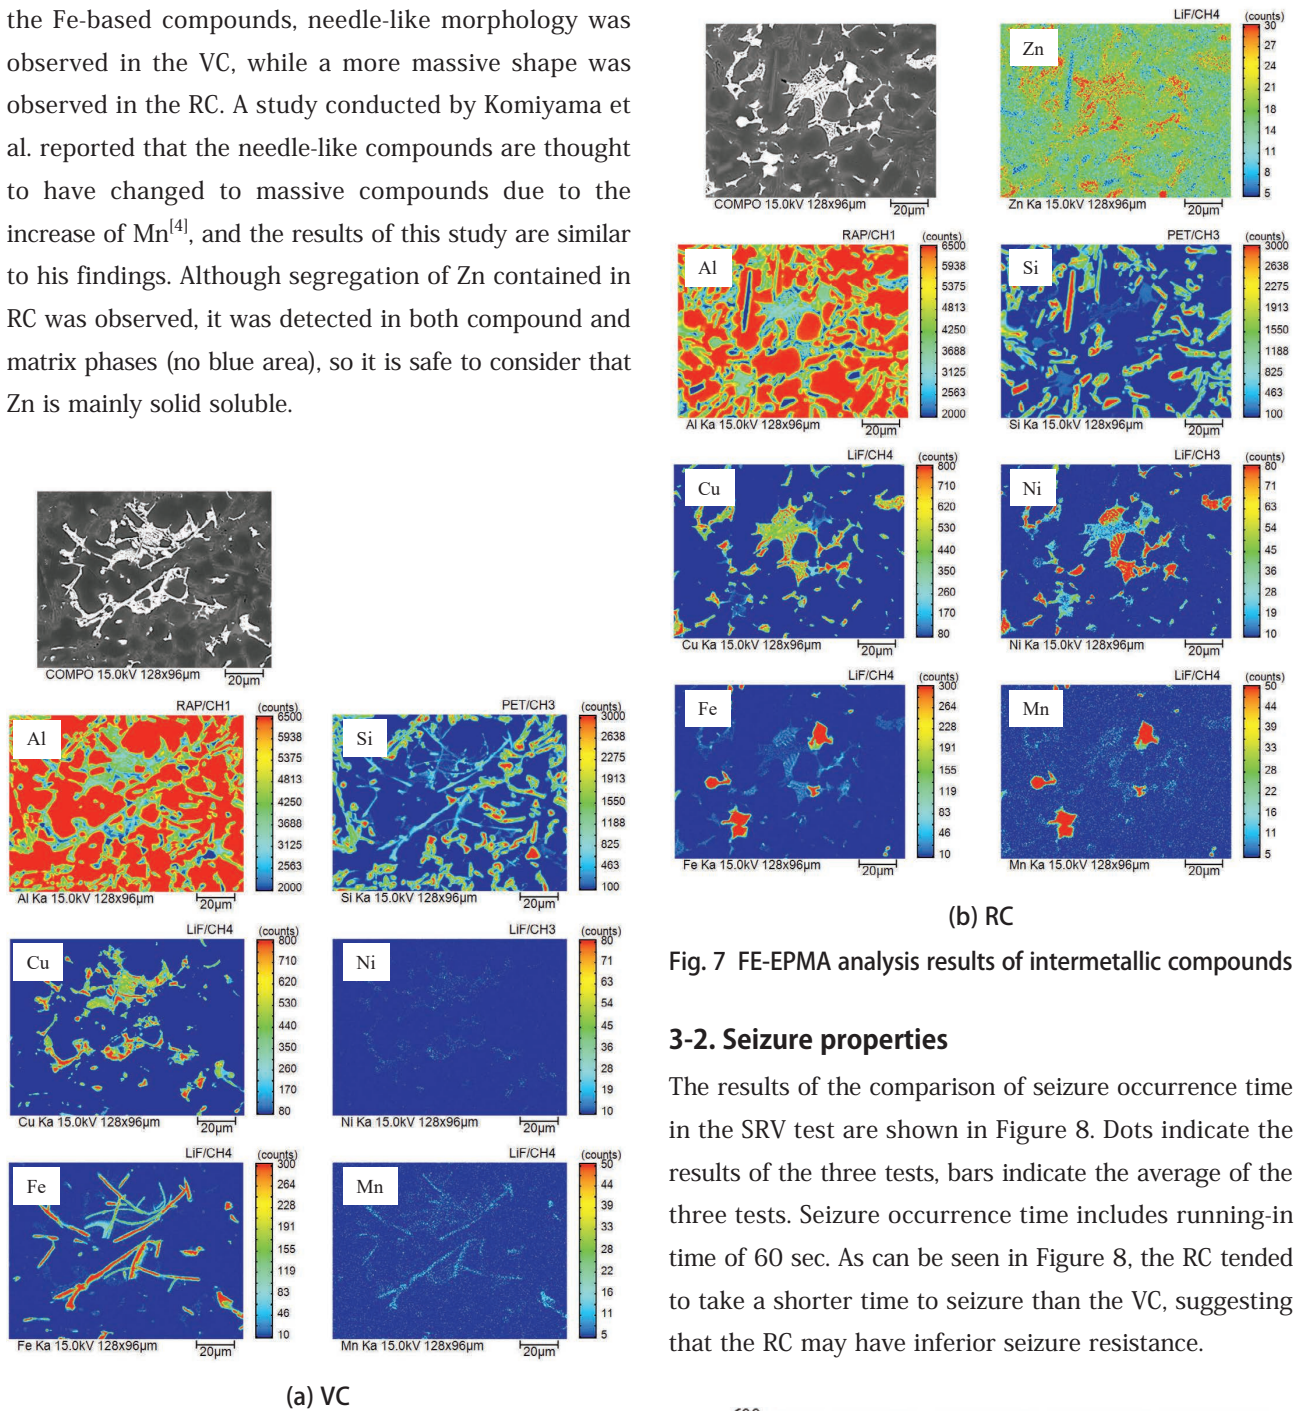 the Fe-based compounds, needle-like morphology was
observed in the VC, while a more massive shape was
observed in the RC. A study conducted by Komiyama et
al. reported that the needle-like compounds are thought
to have changed to massive compounds due to the
increase of Mn[4], and the results of this study are similar
to his findings. Although segregation of Zn contained in
RC was observed, it was detected in both compound and
matrix phases (no blue area), so it is safe to consider that
Zn is mainly solid soluble.
COMPO 15.0kV 128x96μm 20μm
RAP/CH1 (counts)
Al
6500
5938
5375
4813
4250
3688
3125
2563
2000
Al Ka 15.0kV 128x96μm 20μm
PET/CH3 (counts)
Si
3000
2638
2275
1913
1550
1188
825
463
100
Si Ka 15.0kV 128x96μm 20μm
LiF/CH4 (counts)
Cu
800
710
620
530
440
350
260
170
80
Cu Ka 15.0kV 128x96μm 20μm
LiF/CH3 (counts)
Ni
80
71
63
54
45
36
28
19
10
Ni Ka 15.0kV 128x96μm 20μm
LiF/CH4 (counts)
Fe
300
264
228
191
155
119
83
46
10
Fe Ka 15.0kV 128x96μm 20μm
LiF/CH4 (counts)
Mn
50
44
39
33
28
22
16
11
5
Mn Ka 15.0kV 128x96μm 20μm
(a) VC
COMPO 15.0kV 128x96μm 20μm
LiF/CH4 (counts)
Zn
30
27
24
21
18
14
11
8
5
Zn Ka 15.0kV 128x96μm 20μm
RAP/CH1 (counts)
Al
6500
5938
5375
4813
4250
3688
3125
2563
2000
Al Ka 15.0kV 128x96μm 20μm
PET/CH3 (counts)
Si
3000
2638
2275
1913
1550
1188
825
463
100
Si Ka 15.0kV 128x96μm 20μm
LiF/CH4 (counts)
Cu
800
710
620
530
440
350
260
170
80
Cu Ka 15.0kV 128x96μm 20μm
LiF/CH3 (counts)
Ni
80
71
63
54
45
36
28
19
10
Ni Ka 15.0kV 128x96μm 20μm
LiF/CH4 (counts)
Fe
300
264
228
191
155
119
83
46
10
Fe Ka 15.0kV 128x96μm 20μm
LiF/CH4 (counts)
Mn
50
44
39
33
28
22
16
11
5
Mn Ka 15.0kV 128x96μm 20μm
(b) RC
Fig. 7 FE-EPMA analysis results of intermetallic compounds
3-2. Seizure properties
The results of the comparison of seizure occurrence time
in the SRV test are shown in Figure 8. Dots indicate the
results of the three tests, bars indicate the average of the
three tests. Seizure occurrence time includes running-in
time of 60 sec. As can be seen in Figure 8, the RC tended
to take a shorter time to seizure than the VC, suggesting
that the RC may have inferior seizure resistance.